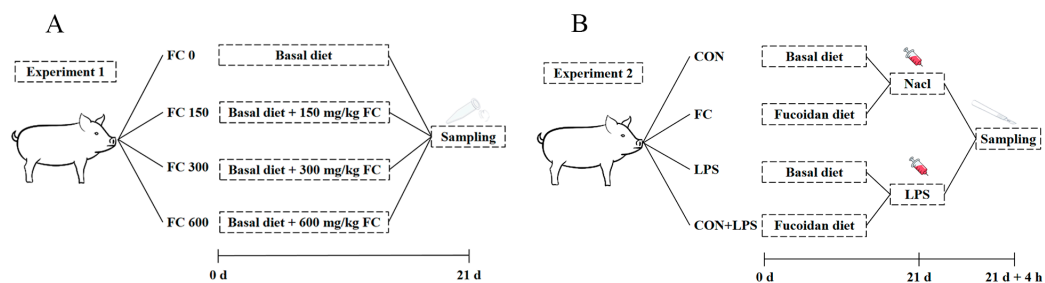 A
Experiment 1
FC 0
Basal diet
FC 150
Basal diet + 150 mg/kg FC
FC 300
Basal diet + 300 mg/kg FC
FC 600
Basal diet + 600 mg/kg FC
Sampling
0 d
21 d
B
Experiment 2
CON
Basal diet
FC
Fucoidan diet
Nacl
LPS
Basal diet
CON+LPS
Fucoidan diet
LPS
Sampling
0 d
21 d
21 d + 4 h